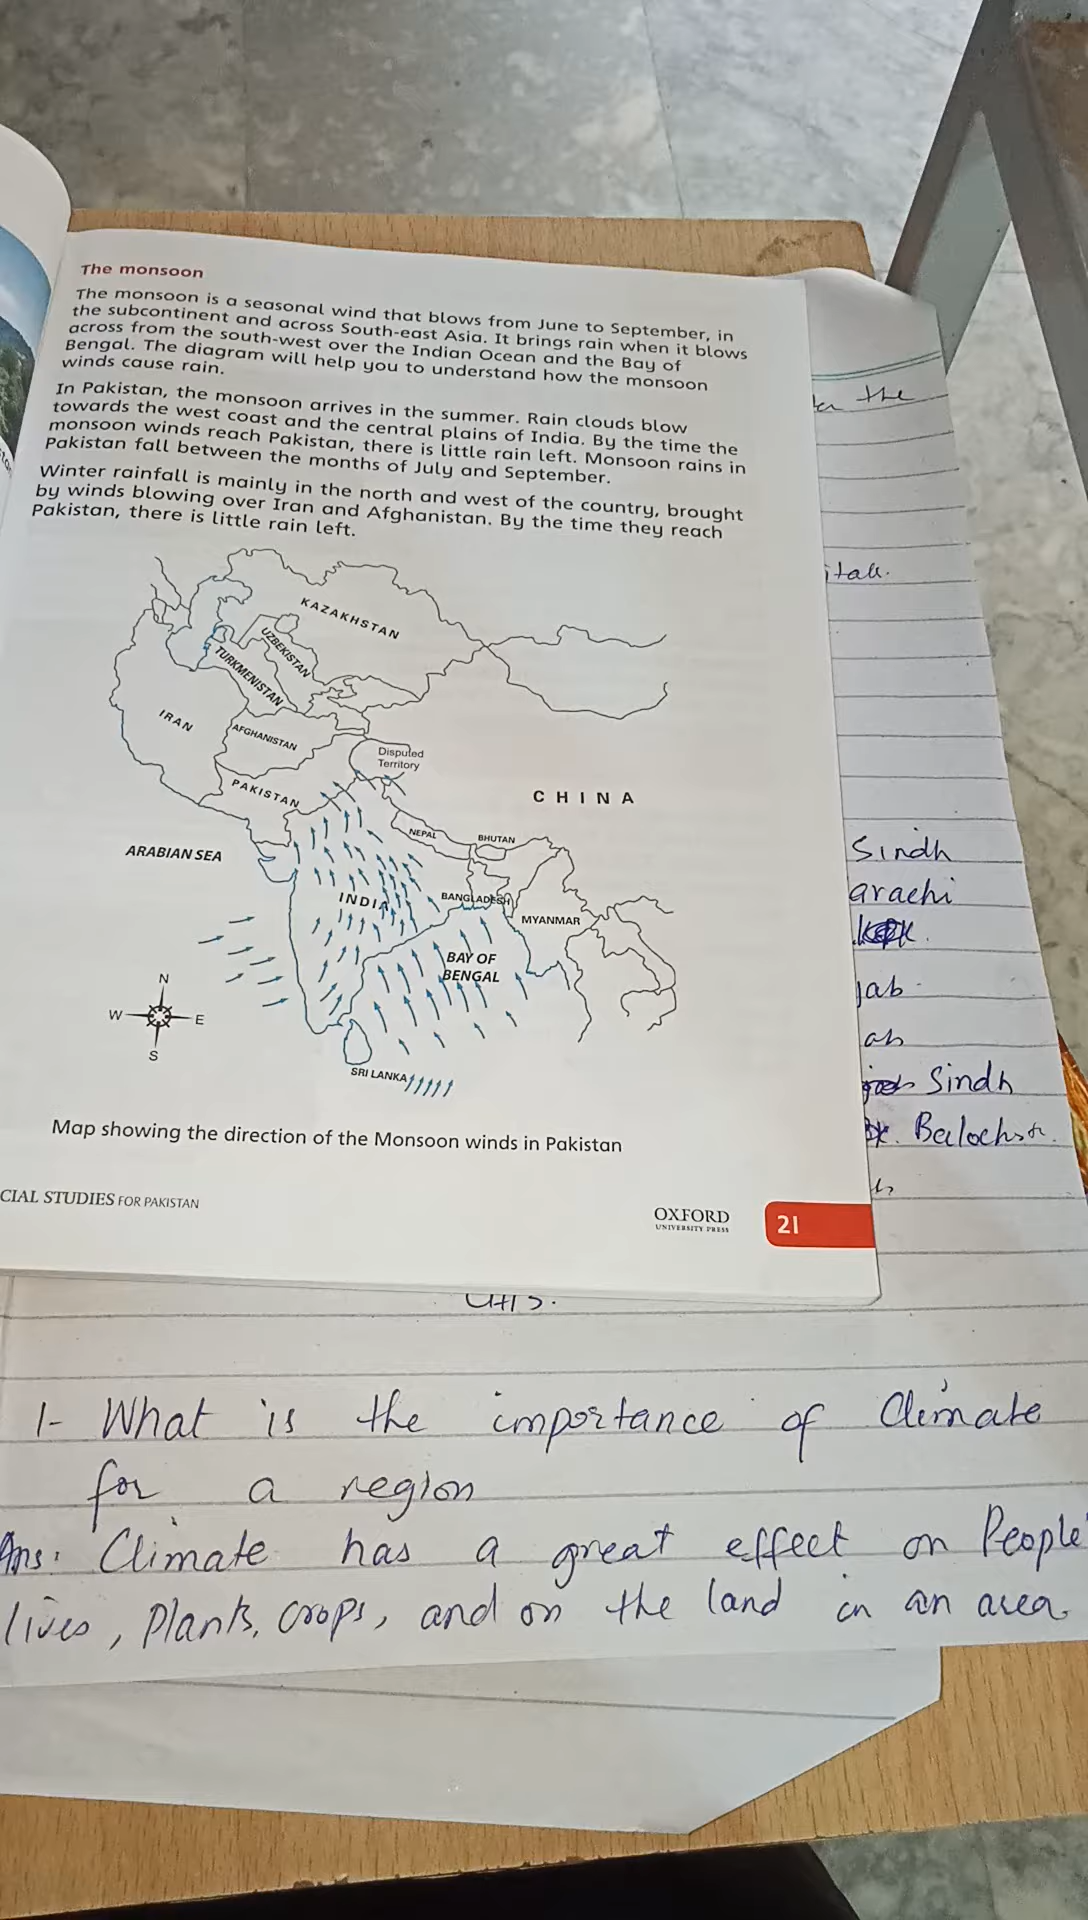 The monsoon
The monsoon is a seasonal wind that blows from June to September, in
the subcontinent and across South-east Asia. It brings rain when it blows
across from the south-west over the Indian Ocean and the Bay of
Bengal. The diagram will help you to understand how the monsoon
winds cause rain.
In Pakistan, the monsoon arrives in the summer. Rain clouds blow
towards the west coast and the central plains of India. By the time the
monsoon winds reach Pakistan, there is little rain left. Monsoon rains in
Pakistan fall between the months of July and September.
Winter rainfall is mainly in the north and west of the country, brought
by winds blowing over Iran and Afghanistan. By the time they reach
Pakistan, there is little rain left.
KAZAKHSTAN
UZBEKISTAN
TURKMENISTAN
IRAN
AFGHANISTAN
Disputed
Territory
PAKISTAN
CHINA
NEPAL
BHUTAN
ARABIAN SEA
INDIA
BANGLADESH
MYANMAR
BAY OF
BENGAL
N
W E
S
SRI LANKA
Map showing the direction of the Monsoon winds in Pakistan
CIAL STUDIES FOR PAKISTAN
OXFORD
UNIVERSITY PRESS
21
the
Sindh
arachi
jab
Sindh
1- What is the importance of Climate
for a region
Ans: Climate has a great effect on People
lives, Plants, crops, and on the land in an area.